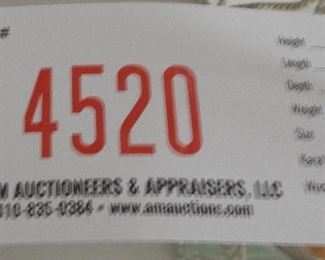 #
4520
Height
Length
Depth
Weight
Size
Karat
M AUCTIONEERS & APPRAISERS, LLC
410-835-0384 - www.amauctions.com